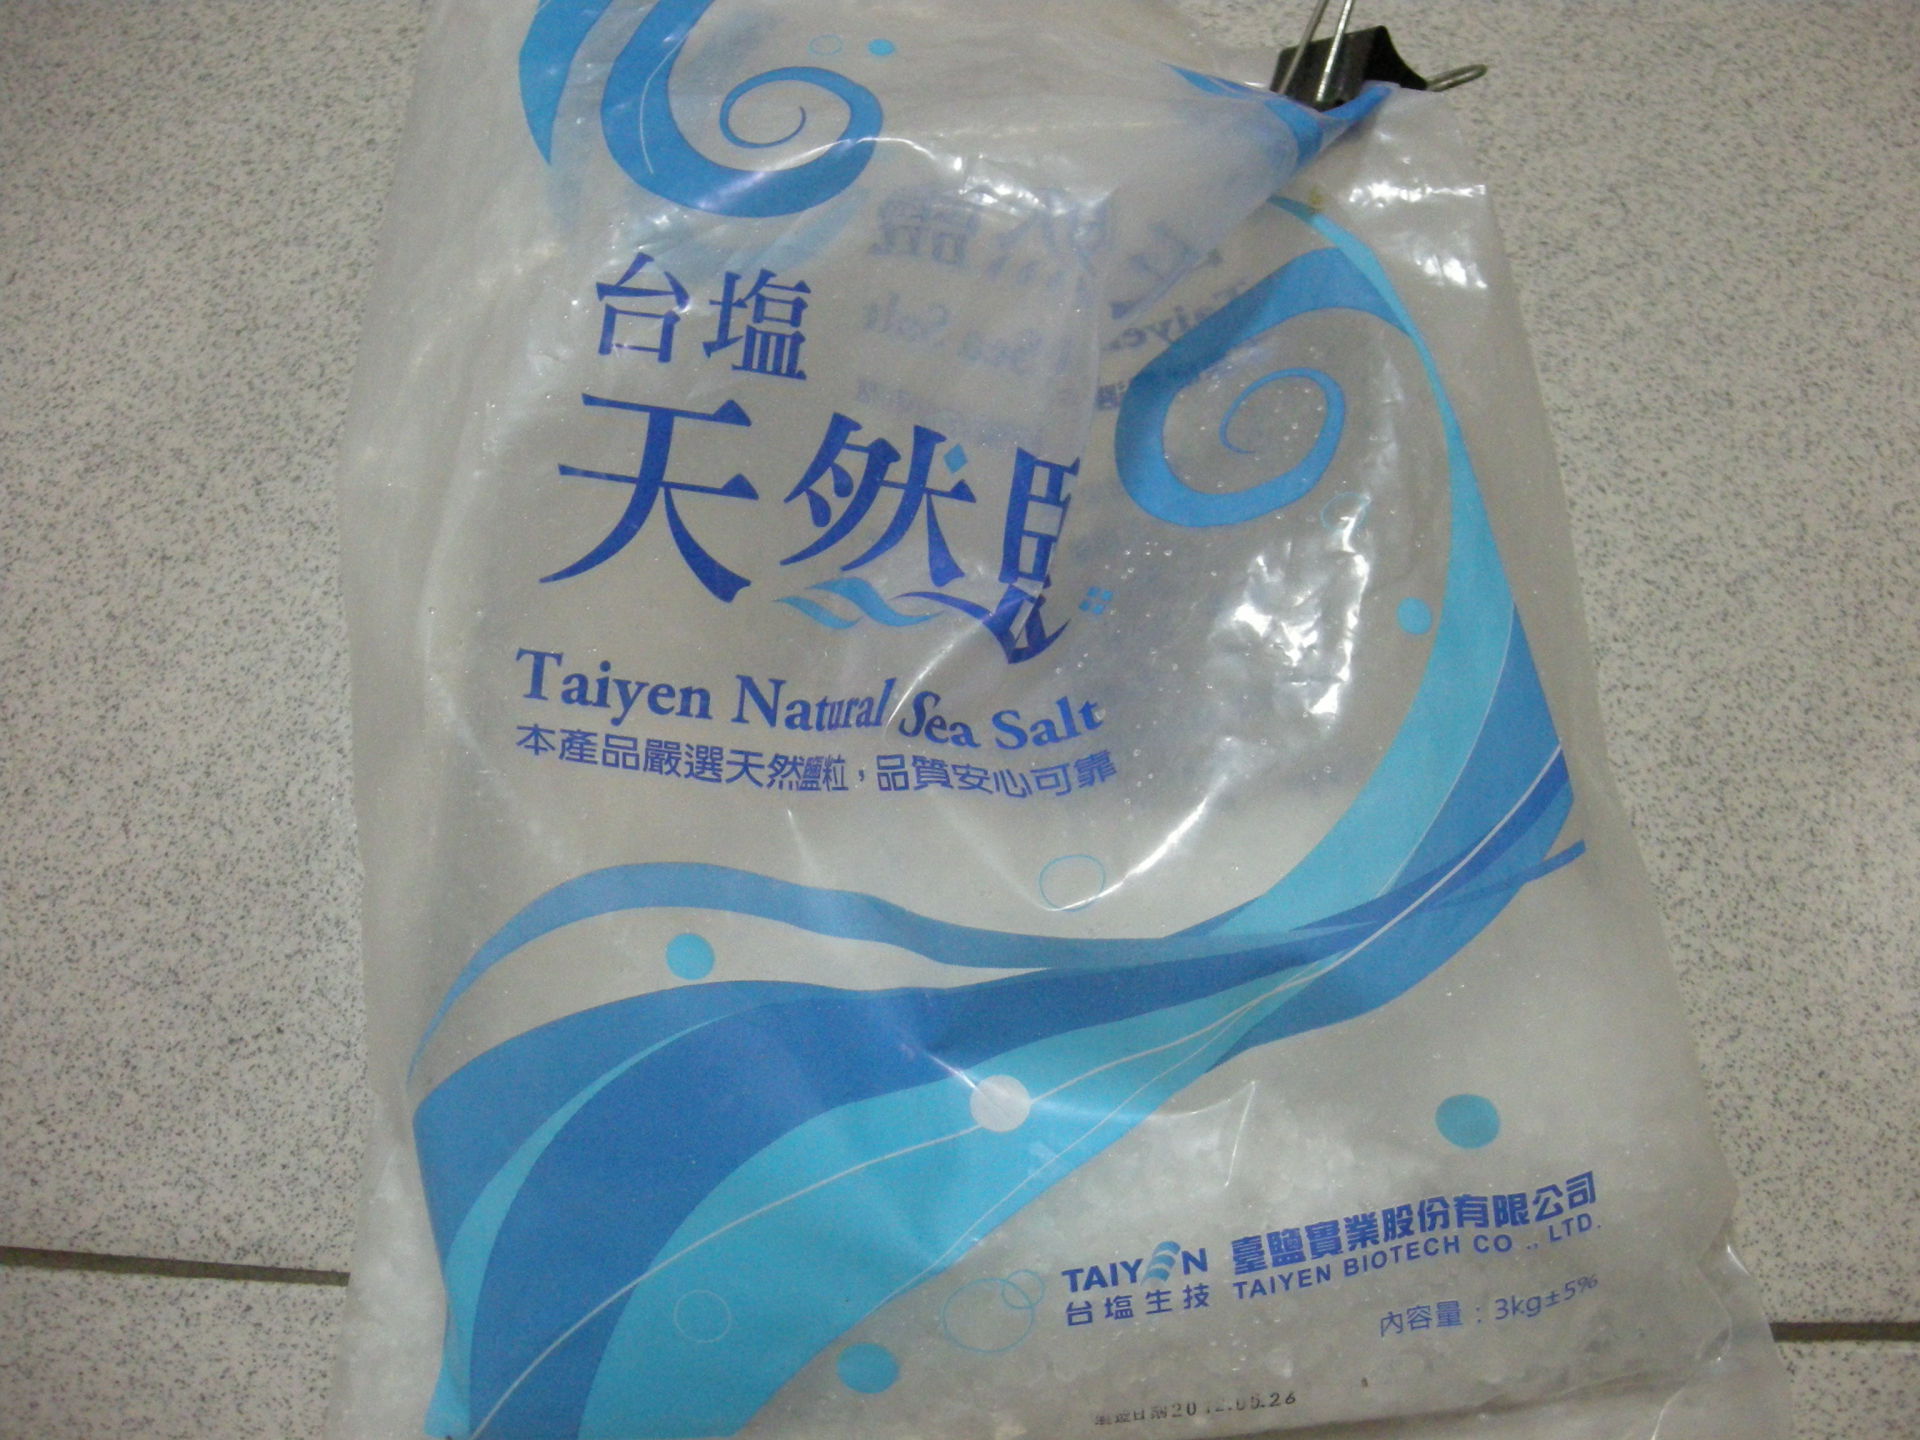 台塩
天然
Taiyen Natural Sea Salt
本產品嚴選天然鹽粒，品質安心可靠
TAIYEN 臺鹽實業股份有限公司
台塩生技 TAIYEN BIOTECH CO., LTD.
內容量：3kg±5%